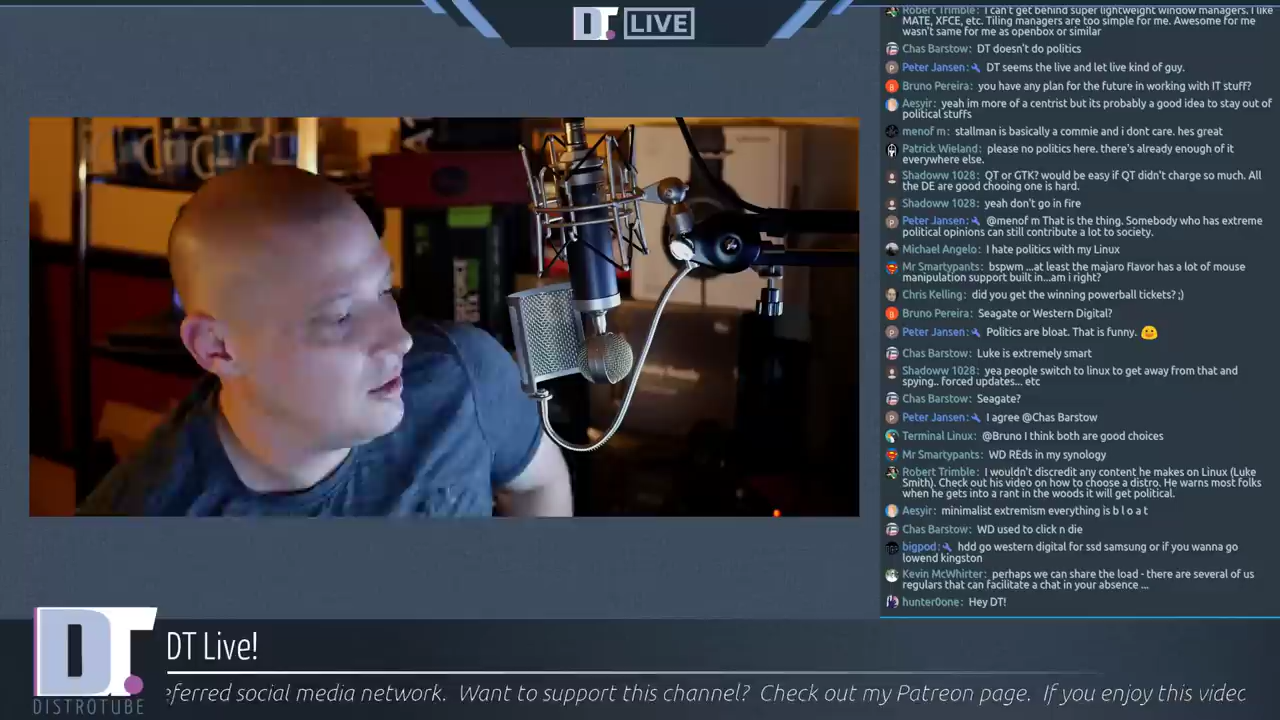 DT. LIVE
Robert Trimble: I can't get behind super lightweight window managers. I like
MATE, XFCE, etc. Tiling managers are too simple for me. Awesome for me
wasn't same for me as openbox or similar
Chas Barstow: DT doesn't do politics
Peter Jansen: DT seems the live and let live kind of guy.
Bruno Pereira: you have any plan for the future in working with IT stuff?
Aesyir: yeah im more of a centrist but its probably a good idea to stay out of
political stuffs
menof m: stallman is basically a commie and i dont care. hes great
Patrick Wieland: please no politics here. there's already enough of it
everywhere else.
Shadoww 1028: QT or GTK? would be easy if QT didn't charge so much. All
the DE are good chooing one is hard.
Shadoww 1028: yeah don't go in fire
Peter Jansen: @menof m That is the thing. Somebody who has extreme
political opinions can still contribute a lot to society.
Michael Angelo: I hate politics with my Linux
Mr Smartypants: bspwm ...at least the majaro flavor has a lot of mouse
manipulation support built in...am i right?
Chris Kelling: did you get the winning powerball tickets? ;)
Bruno Pereira: Seagate or Western Digital?
Peter Jansen: Politics are bloat. That is funny.
Chas Barstow: Luke is extremely smart
Shadoww 1028: yea people switch to linux to get away from that and
spying.. forced updates... etc
Chas Barstow: Seagate?
Peter Jansen: I agree @Chas Barstow
Terminal Linux: @Bruno I think both are good choices
Mr Smartypants: WD REds in my synology
Robert Trimble: I wouldn't discredit any content he makes on Linux (Luke
Smith). Check out his video on how to choose a distro. He warns most folks
when he gets into a rant in the woods it will get political.
Aesyir: minimalist extremism everything is b l o a t
Chas Barstow: WD used to click n die
bigpod: hdd go western digital for ssd samsung or if you wanna go
lowend kingston
Kevin McWhirter: perhaps we can share the load - there are several of us
regulars that can facilitate a chat in your absence ...
hunter0one: Hey DT!
DT Live!
DT.
DISTROTUBE
eferred social media network. Want to support this channel? Check out my Patreon page. If you enjoy this videc